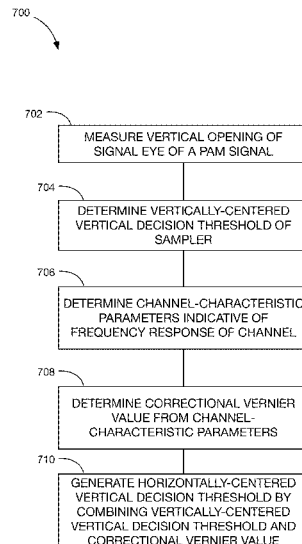 700
702
MEASURE VERTICAL OPENING OF
SIGNAL EYE OF A PAM SIGNAL
704
DETERMINE VERTICALLY-CENTERED
VERTICAL DECISION THRESHOLD OF
SAMPLER
706
DETERMINE CHANNEL-CHARACTERISTIC
PARAMETERS INDICATIVE OF
FREQUENCY RESPONSE OF CHANNEL
708
DETERMINE CORRECTIONAL VERNIER
VALUE FROM CHANNEL-
CHARACTERISTIC PARAMETERS
710
GENERATE HORIZONTALLY-CENTERED
VERTICAL DECISION THRESHOLD BY
COMBINING VERTICALLY-CENTERED
VERTICAL DECISION THRESHOLD AND
CORRECTIONAL VERNIER VALUE